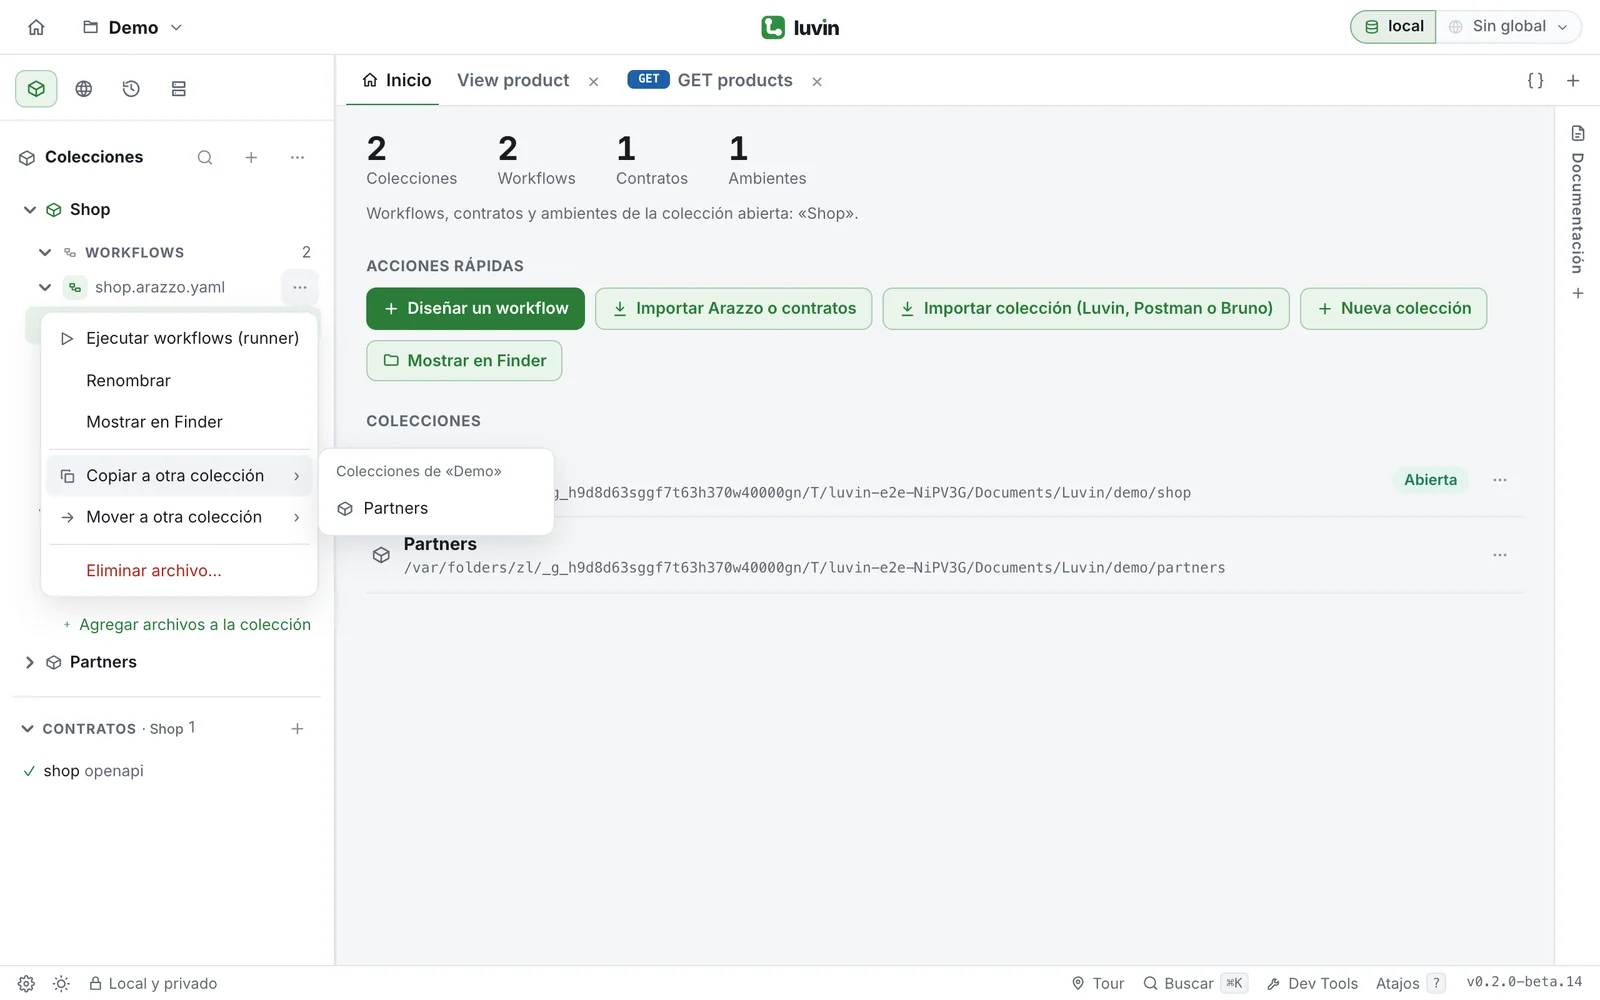 Demo
luvin
local
Sin global
Inicio
View product
GET GET products
{}
Colecciones
Shop
WORKFLOWS 2
shop.arazzo.yaml
Ejecutar workflows (runner)
Renombrar
Mostrar en Finder
Copiar a otra colección
Mover a otra colección
Eliminar archivo...
Colecciones de «Demo»
Partners
+ Agregar archivos a la colección
Partners
CONTRATOS · Shop 1
shop openapi
2 Colecciones
2 Workflows
1 Contratos
1 Ambientes
Workflows, contratos y ambientes de la colección abierta: «Shop».
ACCIONES RÁPIDAS
+ Diseñar un workflow
Importar Arazzo o contratos
Importar colección (Luvin, Postman o Bruno)
+ Nueva colección
Mostrar en Finder
COLECCIONES
g_h9d8d63sggf7t63h370w40000gn/T/luvin-e2e-NiPV3G/Documents/Luvin/demo/shop
Abierta
Partners
/var/folders/zl/_g_h9d8d63sggf7t63h370w40000gn/T/luvin-e2e-NiPV3G/Documents/Luvin/demo/partners
Documentación
Local y privado
Tour
Buscar ⌘K
Dev Tools
Atajos ?
v0.2.0-beta.14